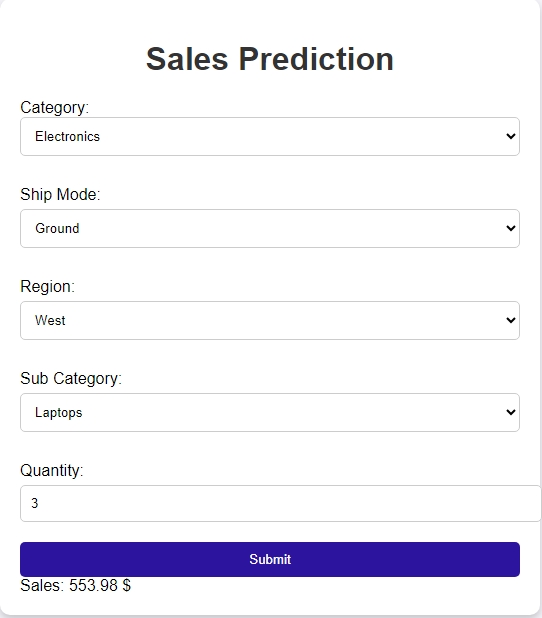 Sales Prediction
Category:
Electronics
Ship Mode:
Ground
Region:
West
Sub Category:
Laptops
Quantity:
3
Submit
Sales: 553.98 $